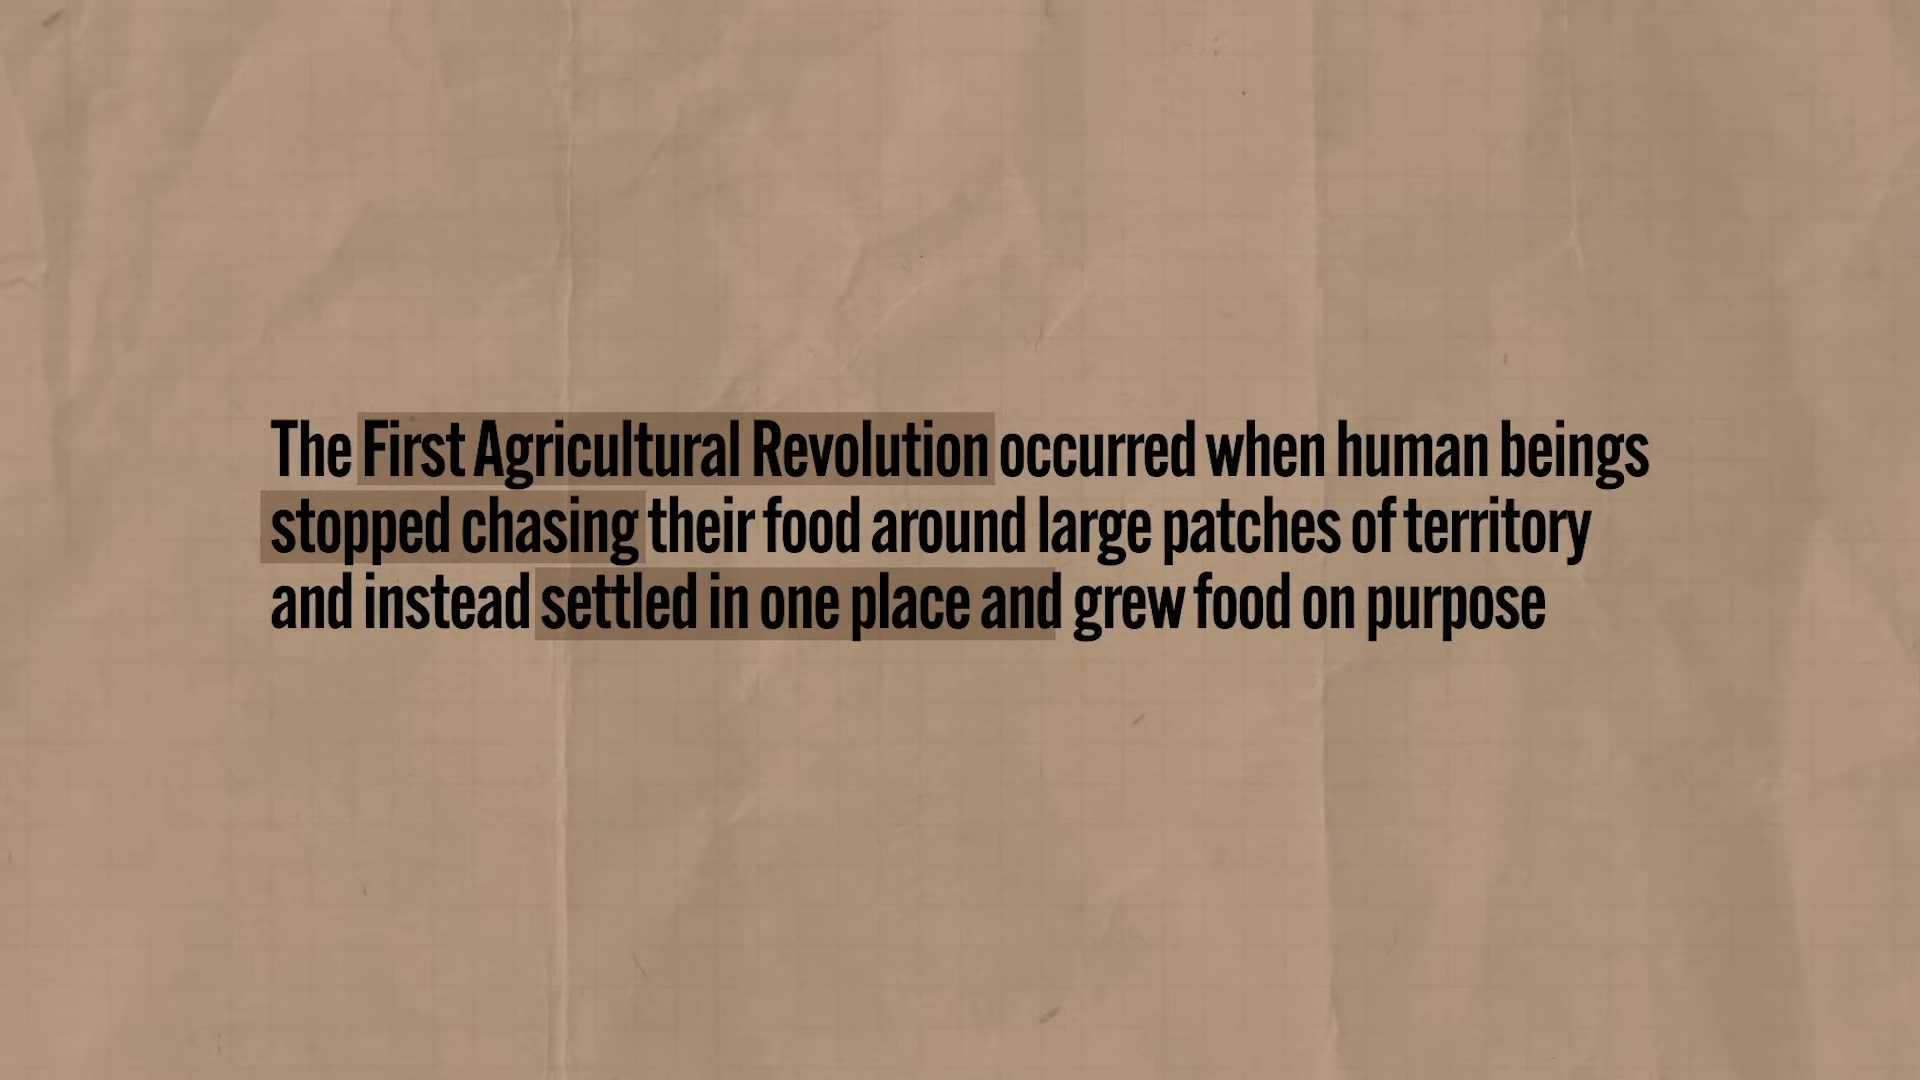 The First Agricultural Revolution occurred when human beings
stopped chasing their food around large patches of territory
and instead settled in one place and grew food on purpose